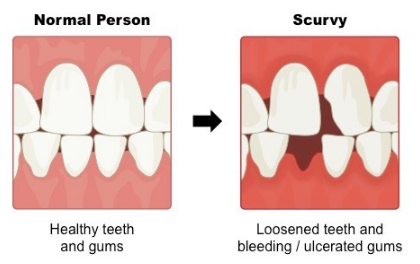 Normal Person
Scurvy
Healthy teeth
and gums
Loosened teeth and
bleeding / ulcerated gums